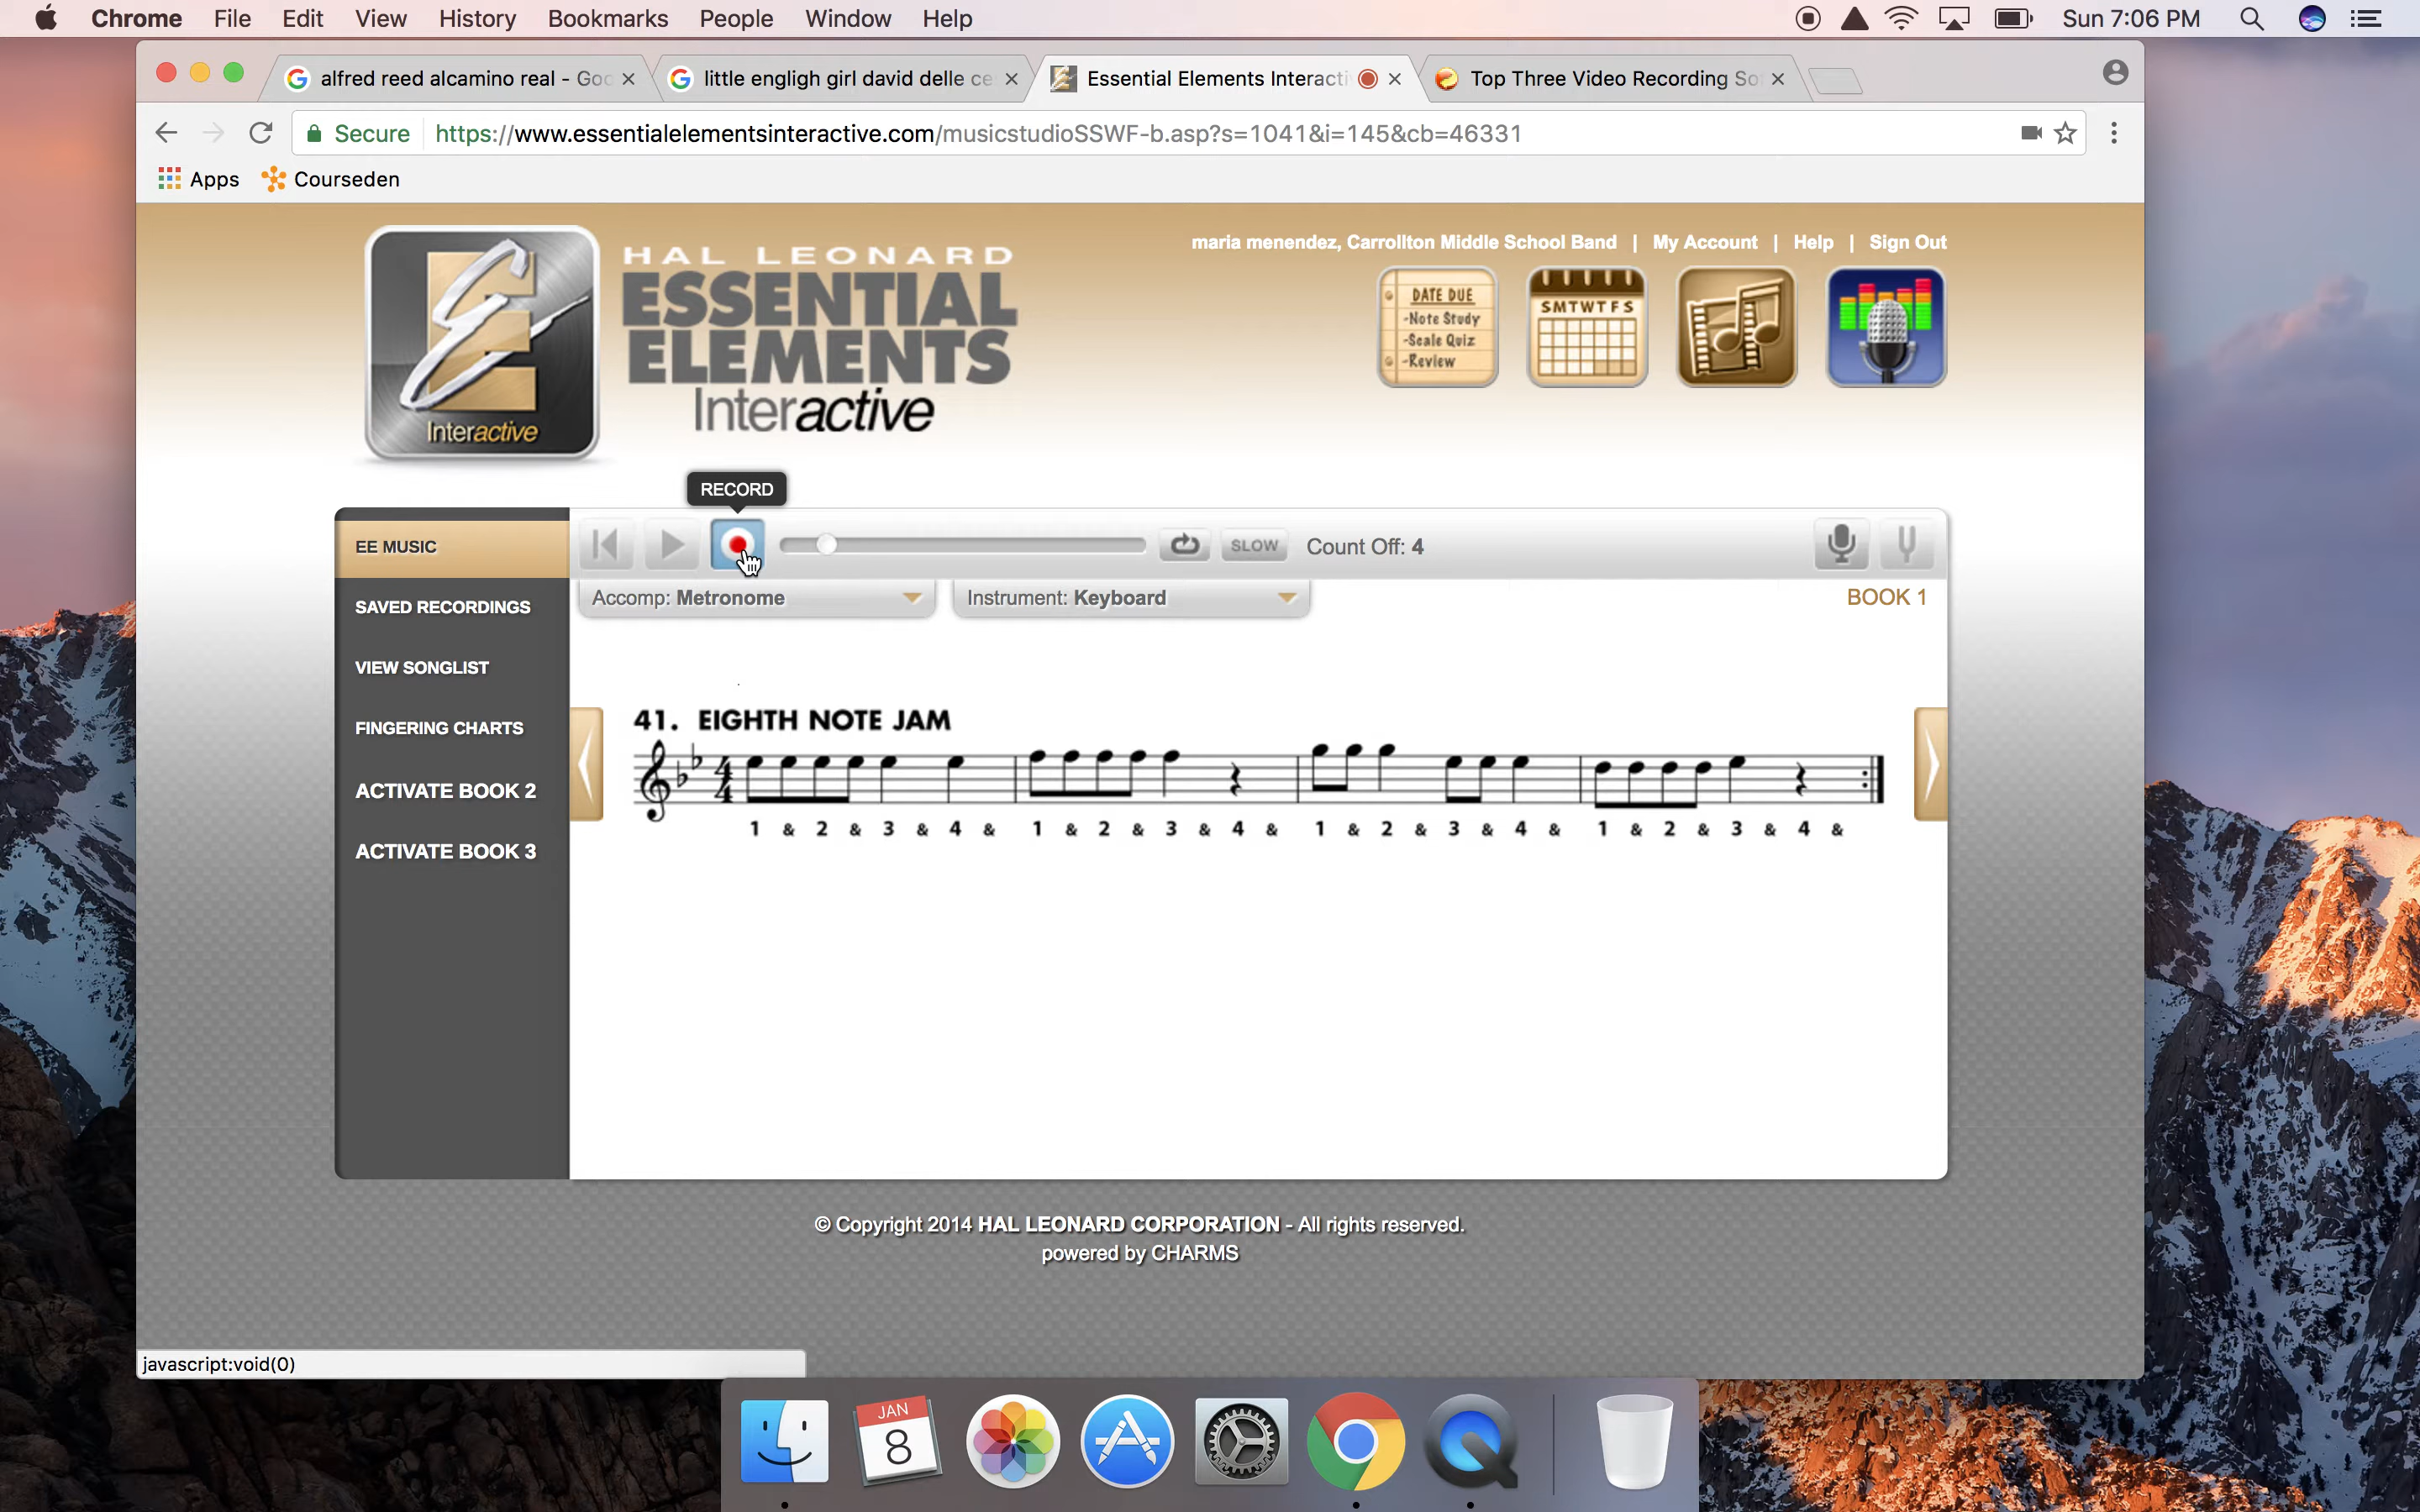 Chrome File Edit View History Bookmarks People Window Help Sun 7:06 PM
alfred reed alcamino real - Goo
little engligh girl david delle ce
Essential Elements Interacti
Top Three Video Recording So
Secure https://www.essentialelementsinteractive.com/musicstudioSSWF-b.asp?s=1041&i=145&cb=46331
Apps Courseden
maria menendez, Carrollton Middle School Band | My Account | Help | Sign Out
HAL LEONARD
ESSENTIAL
ELEMENTS
Interactive
Interactive
DATE DUE
-Note Study
-Scale Quiz
-Review
SMTWTFS
RECORD
SLOW
Count Off: 4
Accomp: Metronome
Instrument: Keyboard
BOOK 1
EE MUSIC
SAVED RECORDINGS
VIEW SONGLIST
FINGERING CHARTS
ACTIVATE BOOK 2
ACTIVATE BOOK 3
41. EIGHTH NOTE JAM
4
4
1 & 2 & 3 & 4 & 1 & 2 & 3 & 4 & 1 & 2 & 3 & 4 & 1 & 2 & 3 & 4 &
© Copyright 2014 HAL LEONARD CORPORATION - All rights reserved.
powered by CHARMS
javascript:void(0)
JAN
8